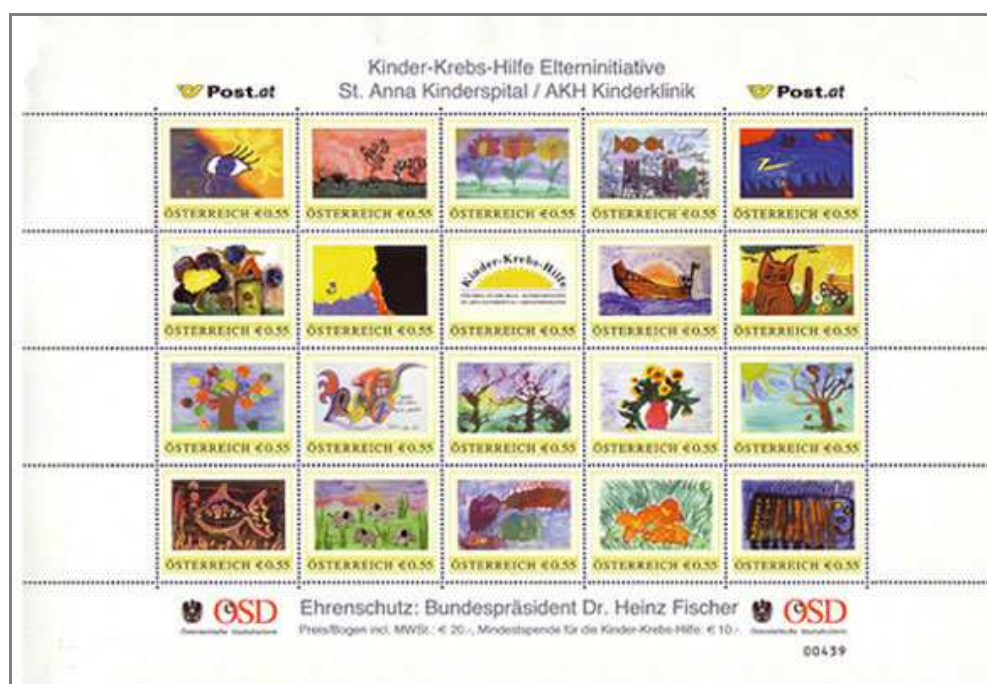 Kinder-Krebs-Hilfe Elterninitiative
Post.at St. Anna Kinderspital / AKH Kinderklinik Post.at
ÖSTERREICH €0.55 ÖSTERREICH €0.55 ÖSTERREICH €0.55 ÖSTERREICH €0.55 ÖSTERREICH €0.55
Kinder-Krebs-Hilfe
ÖSTERREICH €0.55 ÖSTERREICH €0.55 ÖSTERREICH €0.55 ÖSTERREICH €0.55 ÖSTERREICH €0.55
ÖSTERREICH €0.55 ÖSTERREICH €0.55 ÖSTERREICH €0.55 ÖSTERREICH €0.55 ÖSTERREICH €0.55
ÖSTERREICH €0.55 ÖSTERREICH €0.55 ÖSTERREICH €0.55 ÖSTERREICH €0.55 ÖSTERREICH €0.55
ÖSD Ehrenschutz: Bundespräsident Dr. Heinz Fischer ÖSD
Österreichische Staatsdruckerei Preis/Bogen incl. MWSt.: € 20.-, Mindestspende für die Kinder-Krebs-Hilfe: € 10.- Österreichische Staatsdruckerei
00439